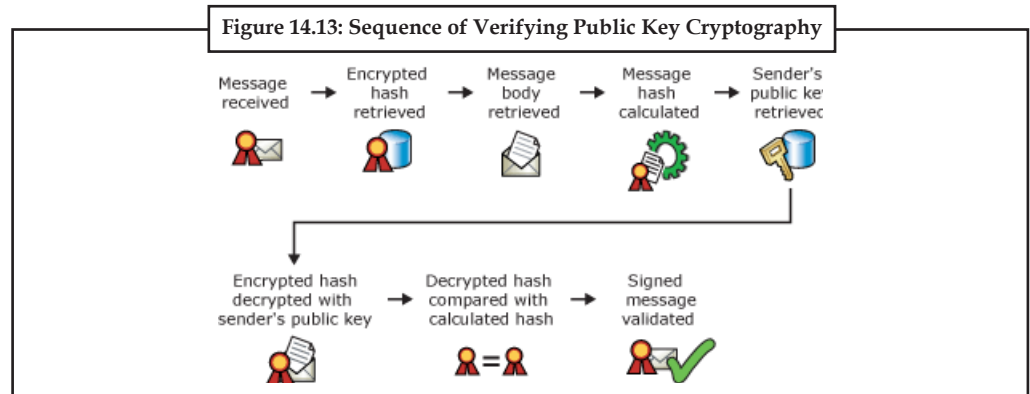 Figure 14.13: Sequence of Verifying Public Key Cryptography
Message
received
Encrypted
hash
retrieved
Message
body
retrieved
Message
hash
calculated
Sender's
public key
retrieved
Encrypted hash
decrypted with
sender's public key
Decrypted hash
compared with
calculated hash
=
Signed
message
validated